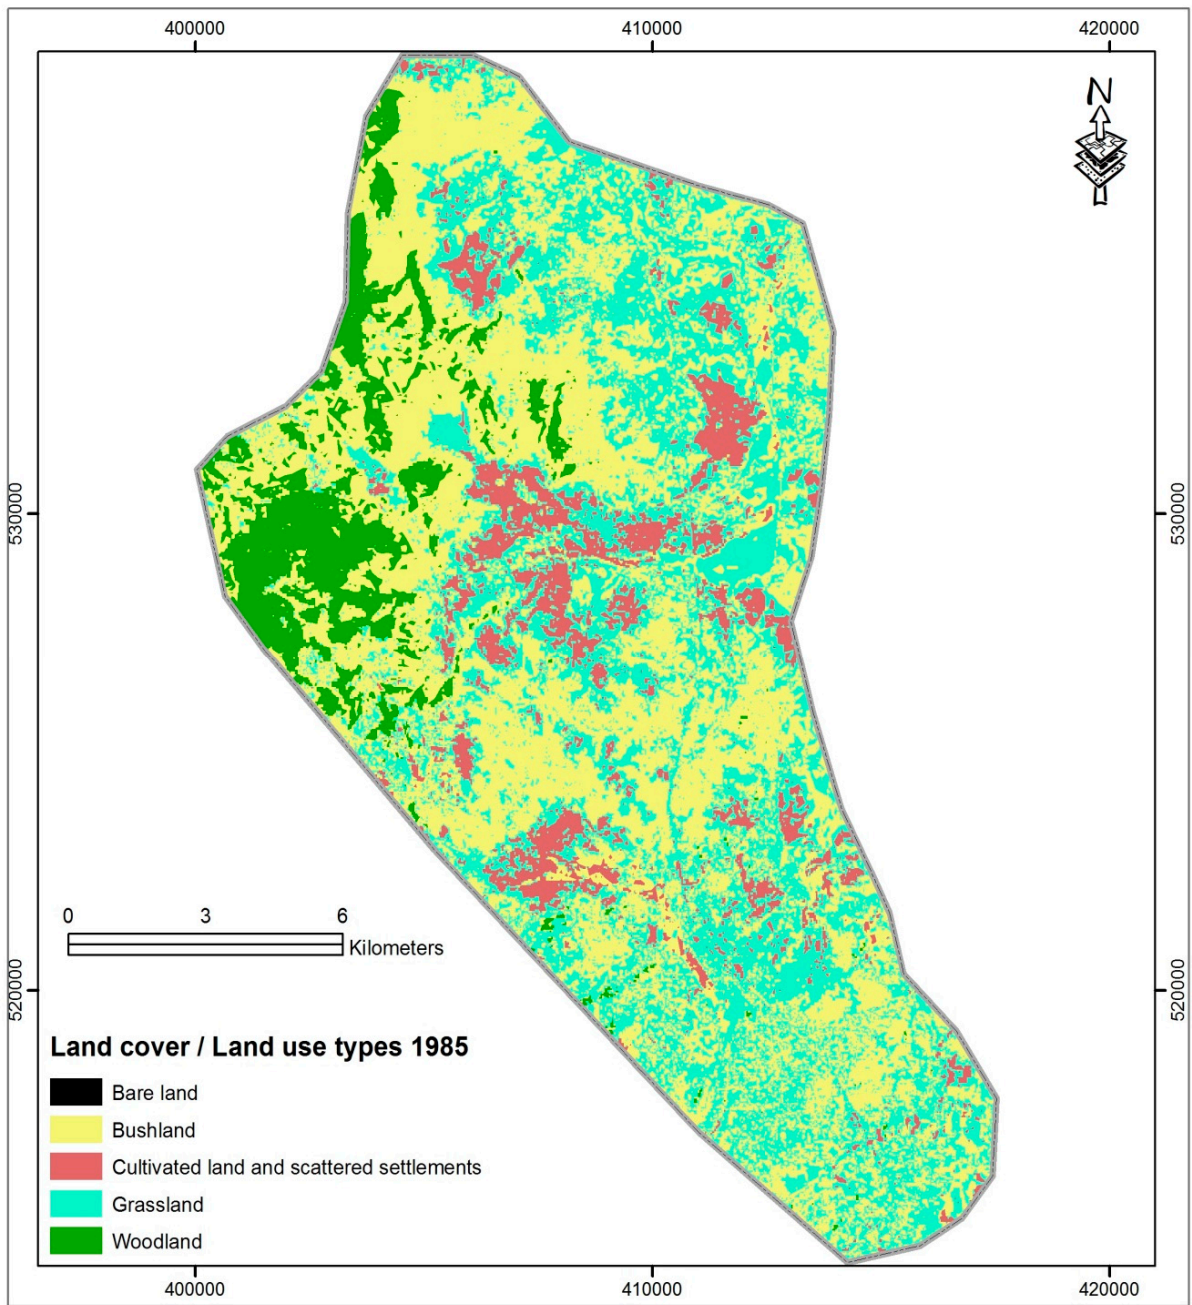 400000 410000 420000
N
530000 530000
0 3 6
Kilometers
520000 520000
Land cover / Land use types 1985
Bare land
Bushland
Cultivated land and scattered settlements
Grassland
Woodland
400000 410000 420000